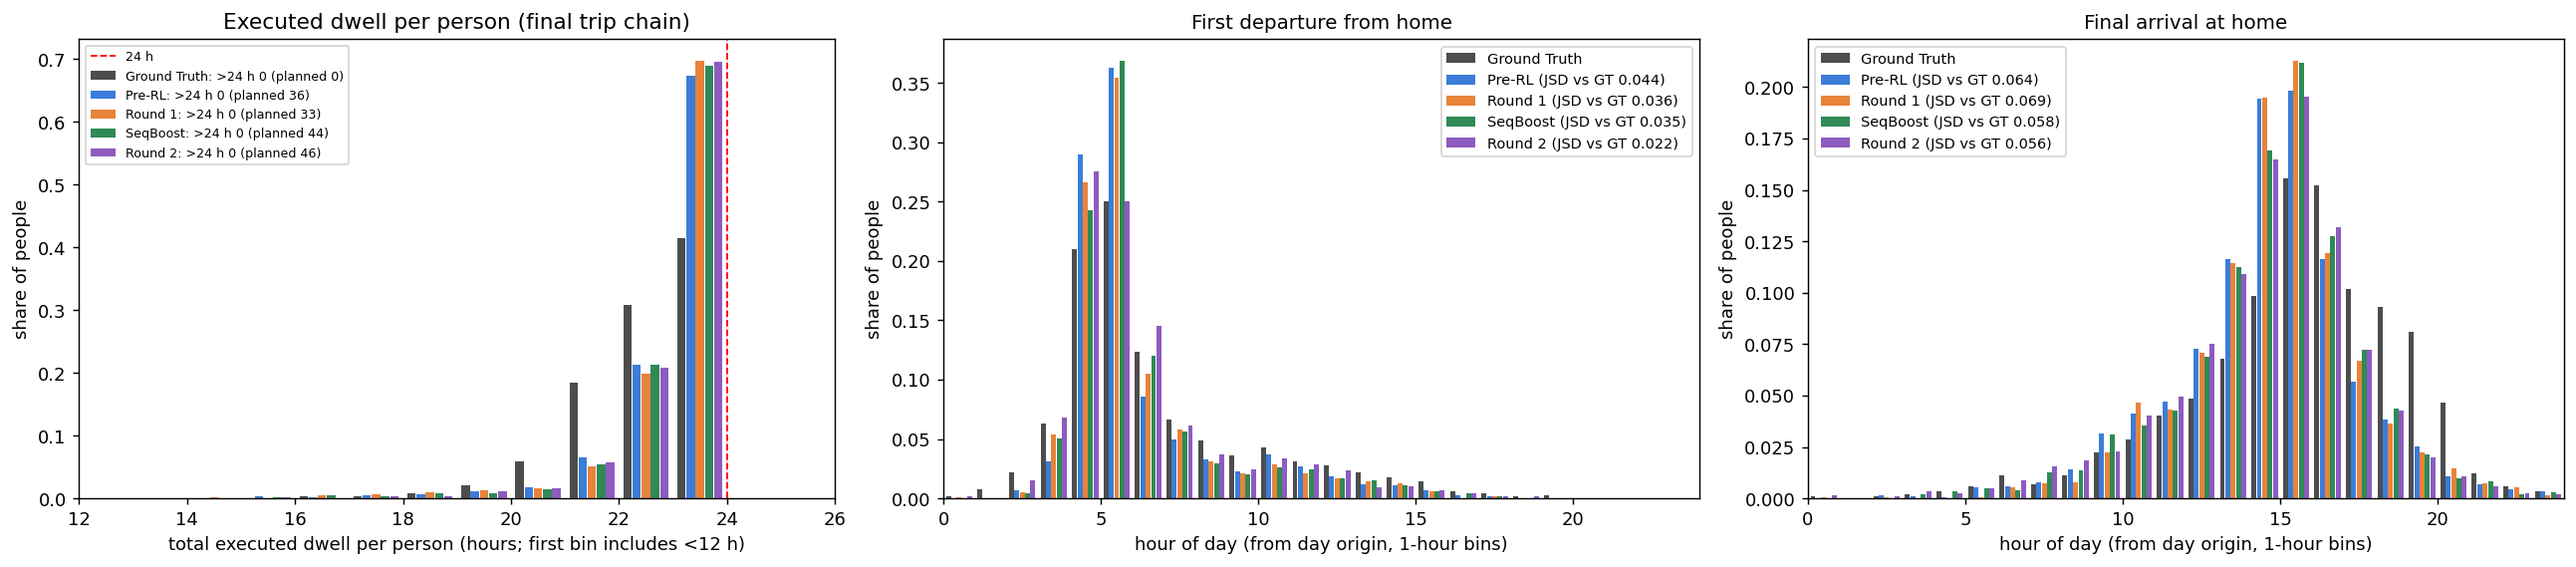 Executed dwell per person (final trip chain)
share of people
0.7
0.6
0.5
0.4
0.3
0.2
0.1
0.0
24 h
Ground Truth: >24 h 0 (planned 0)
Pre-RL: >24 h 0 (planned 36)
Round 1: >24 h 0 (planned 33)
SeqBoost: >24 h 0 (planned 44)
Round 2: >24 h 0 (planned 46)
12 14 16 18 20 22 24 26
total executed dwell per person (hours; first bin includes <12 h)
First departure from home
share of people
0.35
0.30
0.25
0.20
0.15
0.10
0.05
0.00
Ground Truth
Pre-RL (JSD vs GT 0.044)
Round 1 (JSD vs GT 0.036)
SeqBoost (JSD vs GT 0.035)
Round 2 (JSD vs GT 0.022)
0 5 10 15 20
hour of day (from day origin, 1-hour bins)
Final arrival at home
share of people
0.200
0.175
0.150
0.125
0.100
0.075
0.050
0.025
0.000
Ground Truth
Pre-RL (JSD vs GT 0.064)
Round 1 (JSD vs GT 0.069)
SeqBoost (JSD vs GT 0.058)
Round 2 (JSD vs GT 0.056)
0 5 10 15 20
hour of day (from day origin, 1-hour bins)